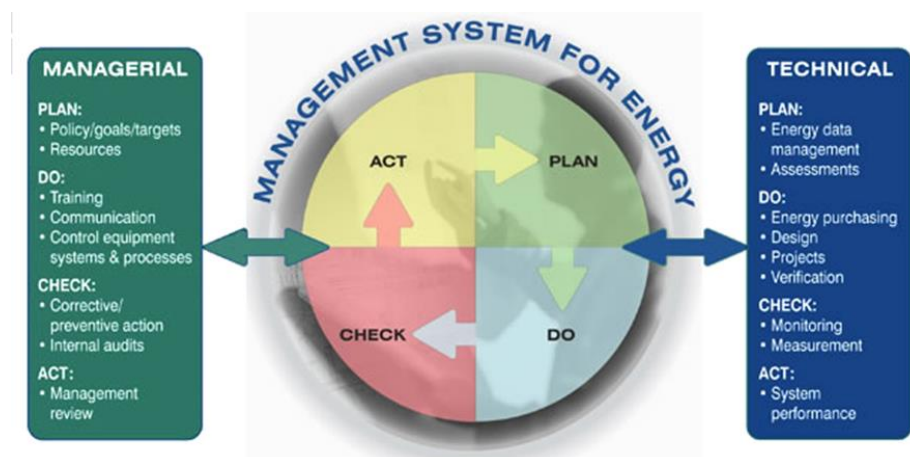 MANAGEMENT SYSTEM FOR ENERGY
MANAGERIAL
PLAN:
• Policy/goals/targets
• Resources
DO:
• Training
• Communication
• Control equipment
systems & processes
CHECK:
• Corrective/
preventive action
• Internal audits
ACT:
• Management
review
ACT
PLAN
CHECK
DO
TECHNICAL
PLAN:
• Energy data
management
• Assessments
DO:
• Energy purchasing
• Design
• Projects
• Verification
CHECK:
• Monitoring
• Measurement
ACT:
• System
performance